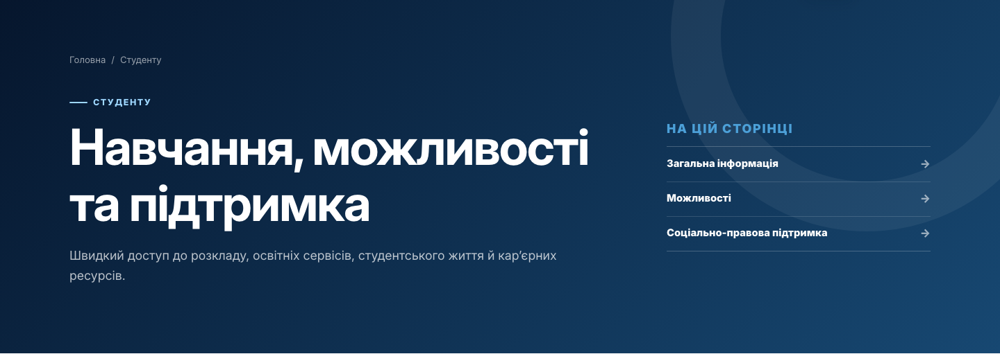 Головна / Студенту
СТУДЕНТУ
Навчання, можливості
та підтримка
Швидкий доступ до розкладу, освітніх сервісів, студентського життя й кар’єрних
ресурсів.
НА ЦІЙ СТОРІНЦІ
Загальна інформація →
Можливості →
Соціально-правова підтримка →